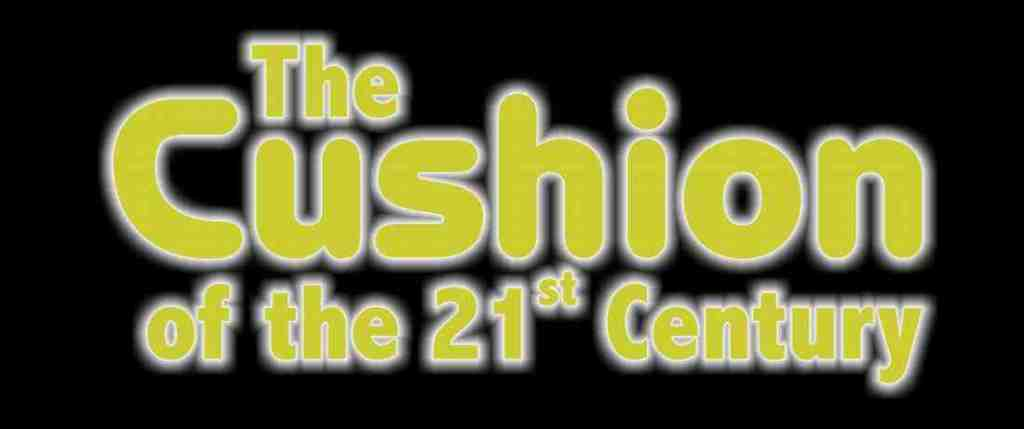 The
Cushion
of the 21st Century